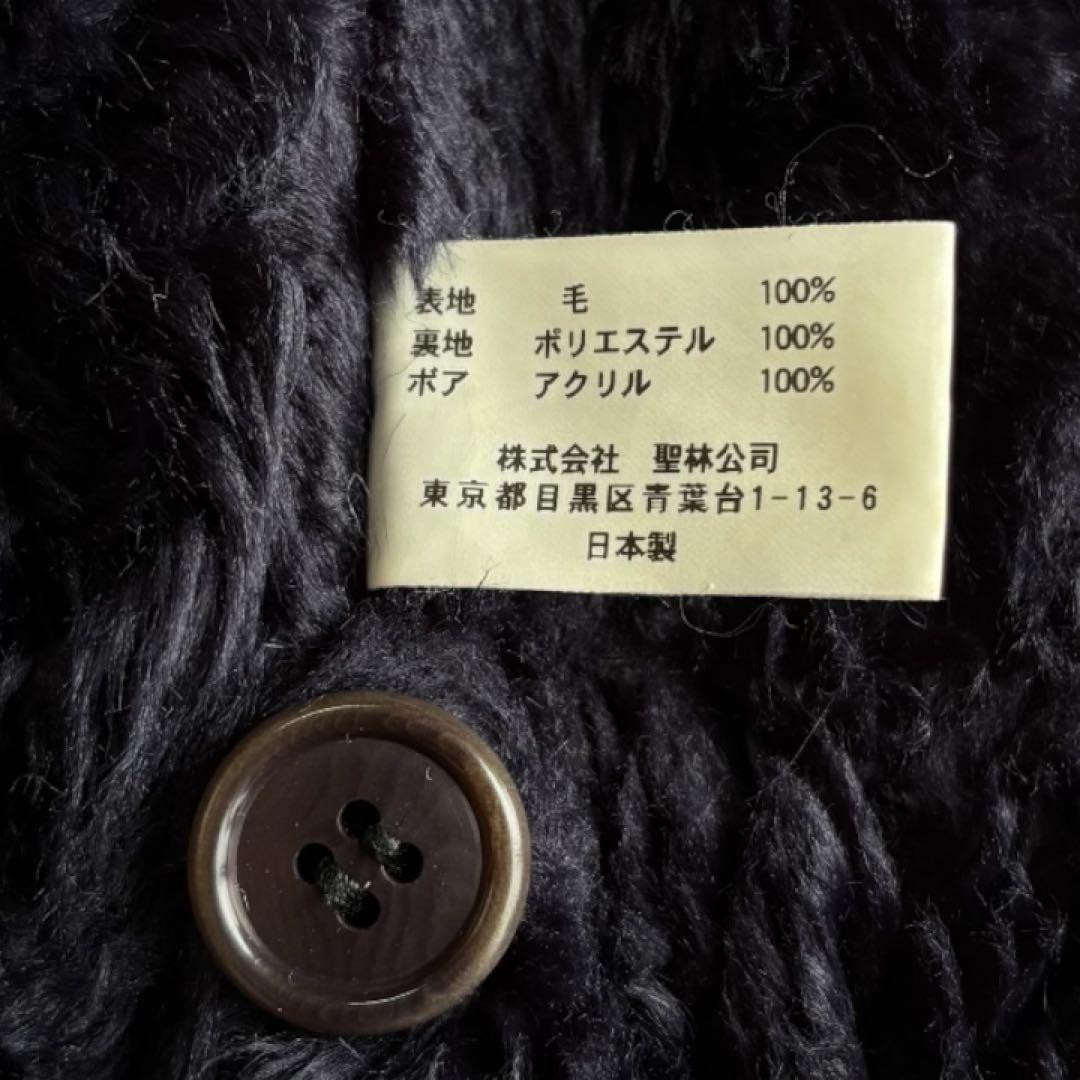 表地 毛 100%
裏地 ポリエステル 100%
ボア アクリル 100%
株式会社 聖林公司
東京都目黒区青葉台1-13-6
日本製